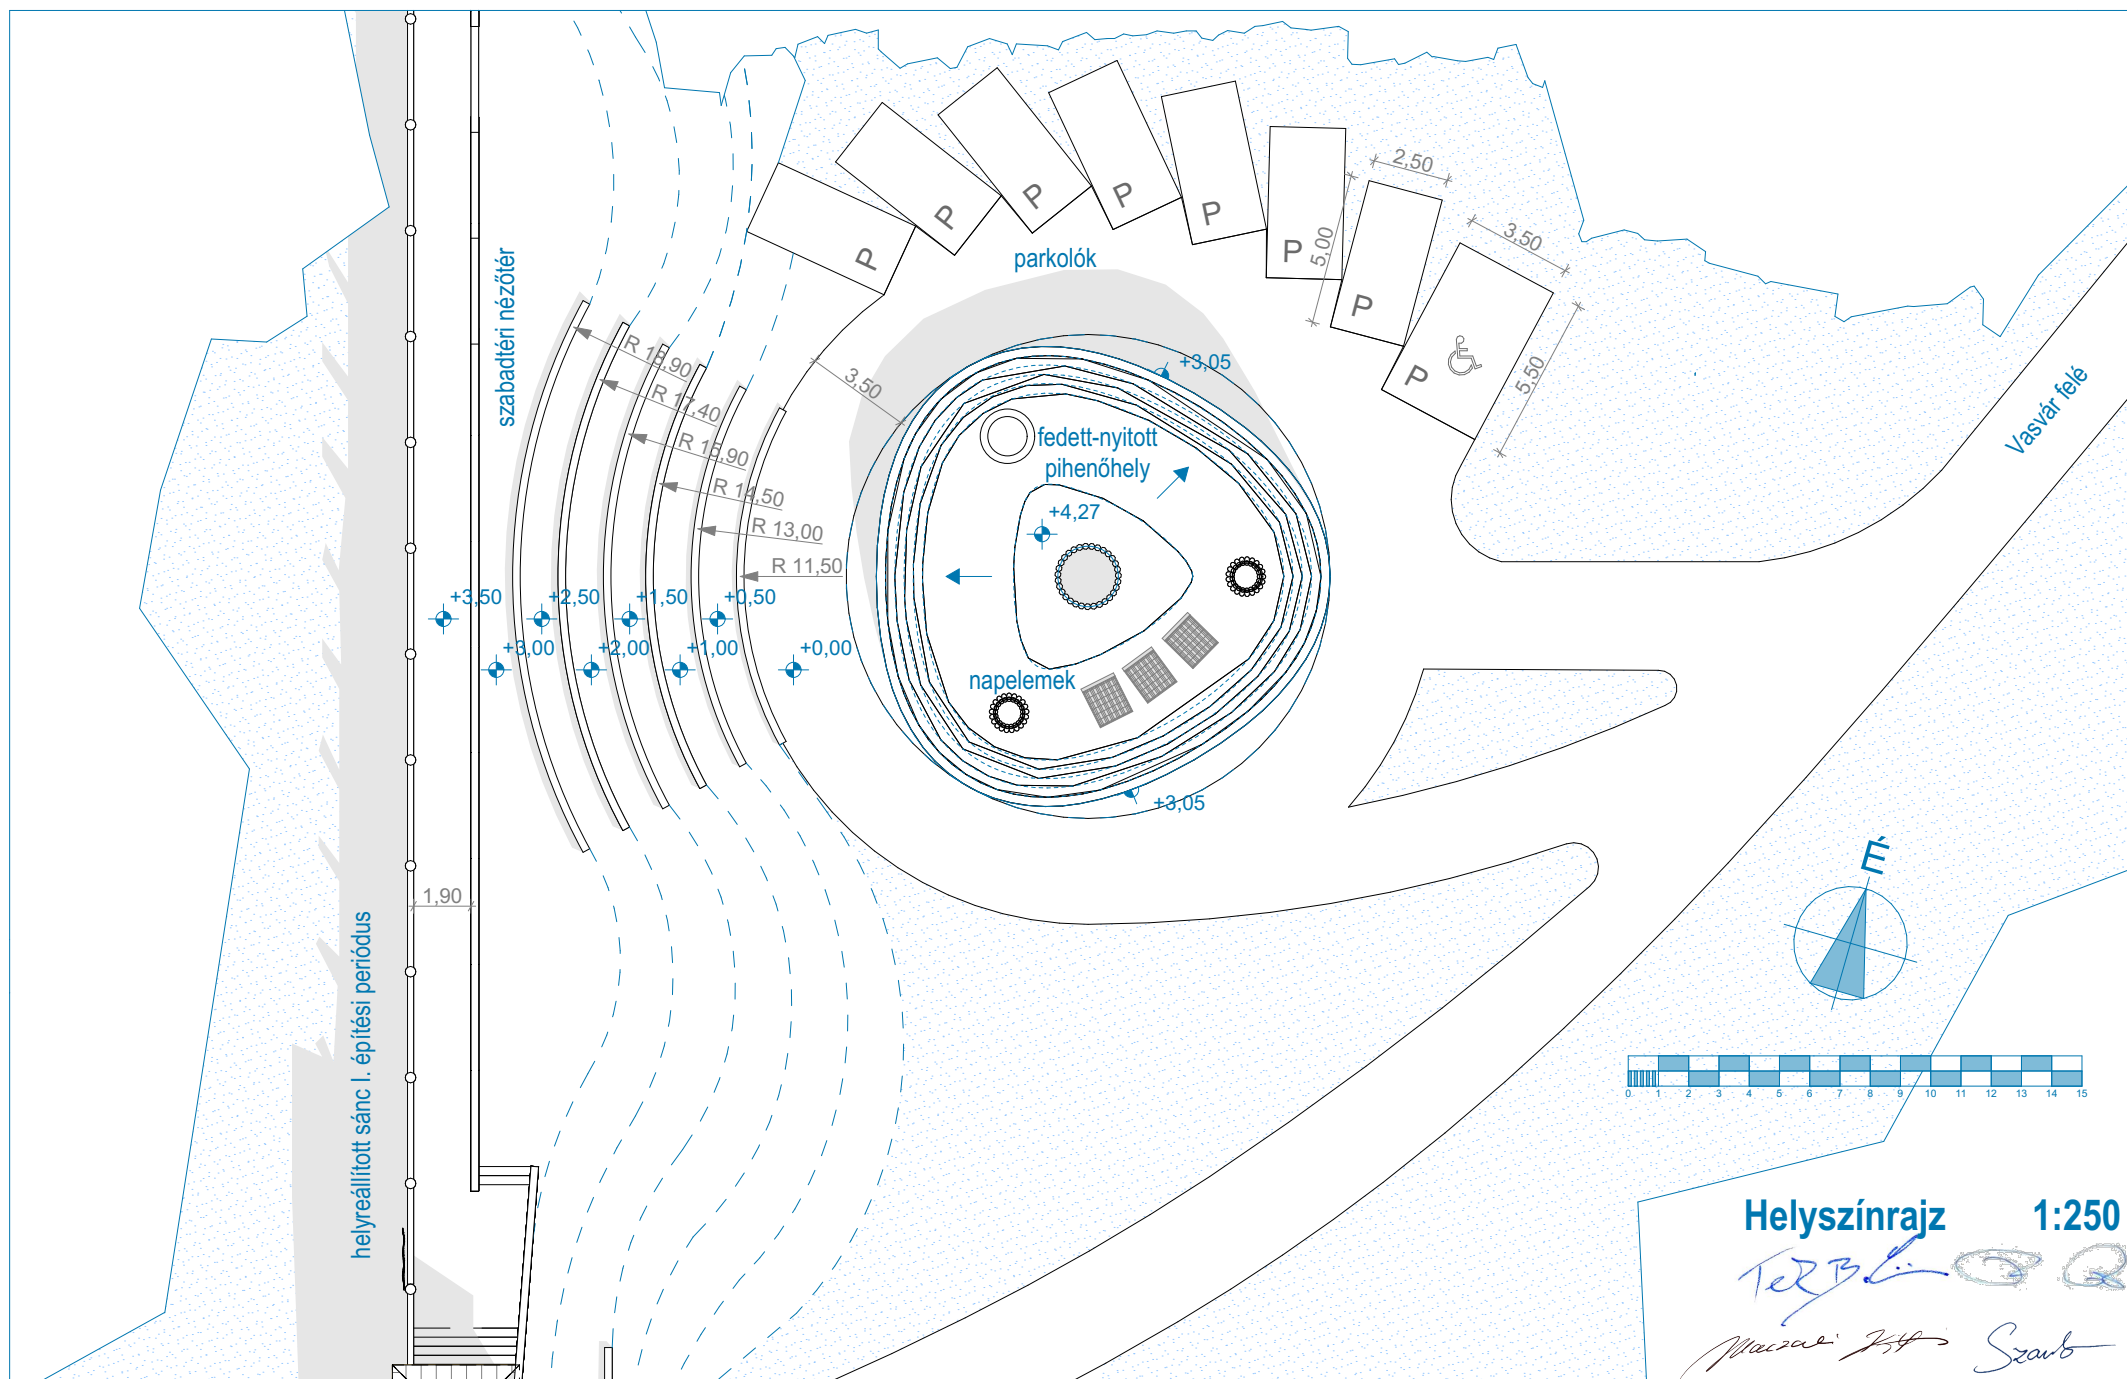 2,50
3,50
5,00
5,50
P
P
P
P
P
P
P
P
parkolók
szabadtéri nézőtér
R 18,90
R 17,40
R 15,90
R 14,50
R 13,00
R 11,50
3,50
+3,05
fedett-nyitott
pihenőhely
+4,27
Vasvár felé
+3,50
+2,50
+1,50
+0,50
+3,00
+2,00
+1,00
+0,00
napelemek
+3,05
1,90
helyreállított sánc I. építési periódus
É
0 1 2 3 4 5 6 7 8 9 10 11 12 13 14 15
Helyszínrajz 1:250